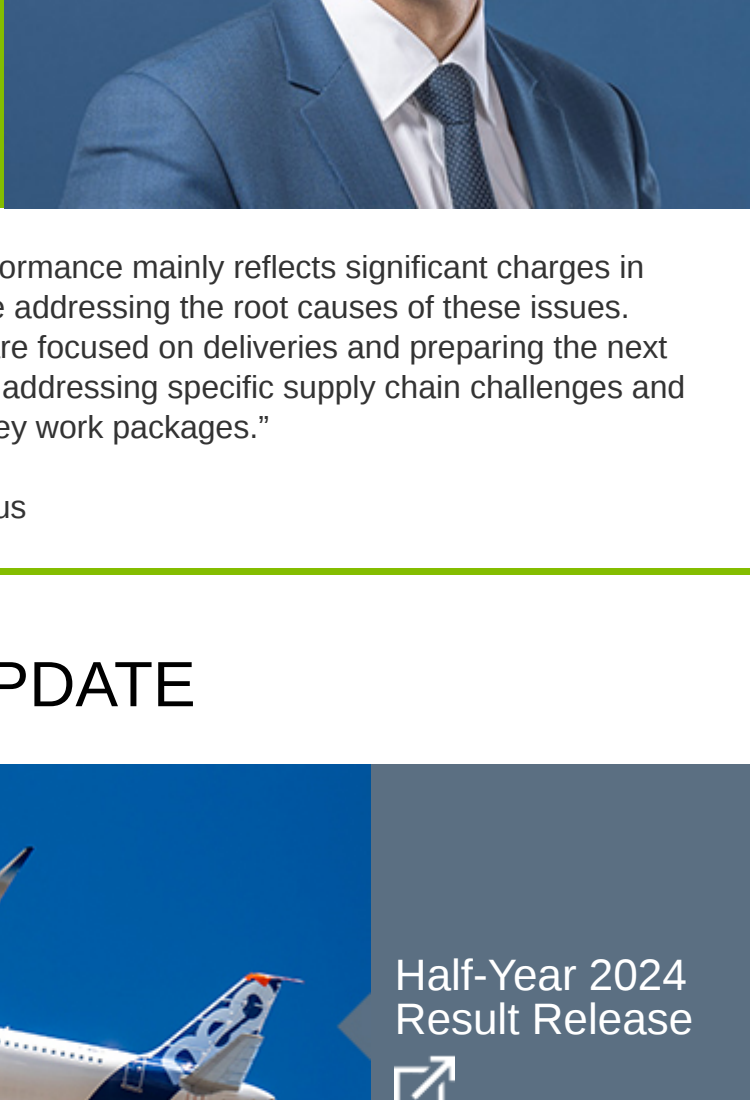 ormance mainly reflects significant charges in
addressing the root causes of these issues.
re focused on deliveries and preparing the next
addressing specific supply chain challenges and
ey work packages.”
us
PDATE
Half-Year 2024
Result Release